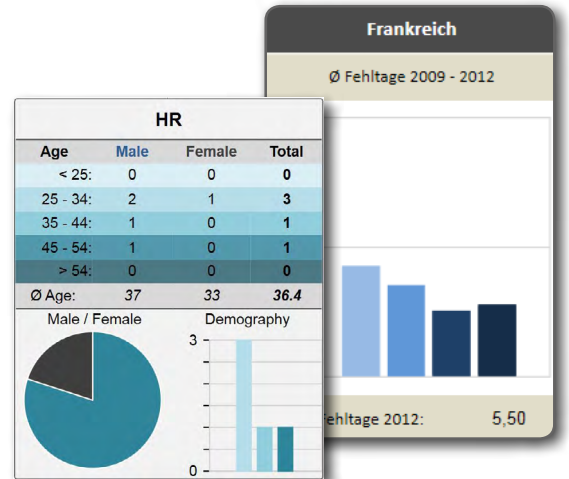 Frankreich
Ø Fehltage 2009 - 2012
Fehltage 2012: 5,50
HR
Age Male Female Total
< 25: 0 0 0
25 - 34: 2 1 3
35 - 44: 1 0 1
45 - 54: 1 0 1
> 54: 0 0 0
Ø Age: 37 33 36.4
Male / Female Demography
3
0